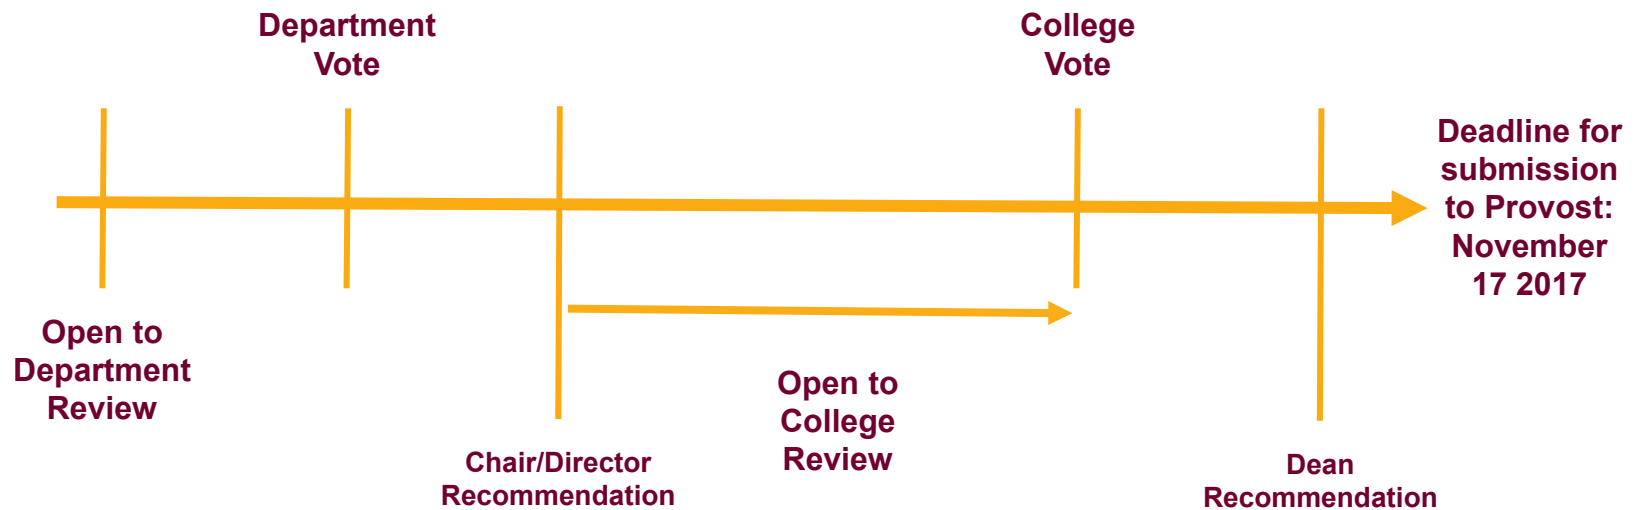 Department
Vote
College
Vote
Deadline for
submission
to Provost:
November
17 2017
Open to
Department
Review
Open to
College
Review
Chair/Director
Recommendation
Dean
Recommendation